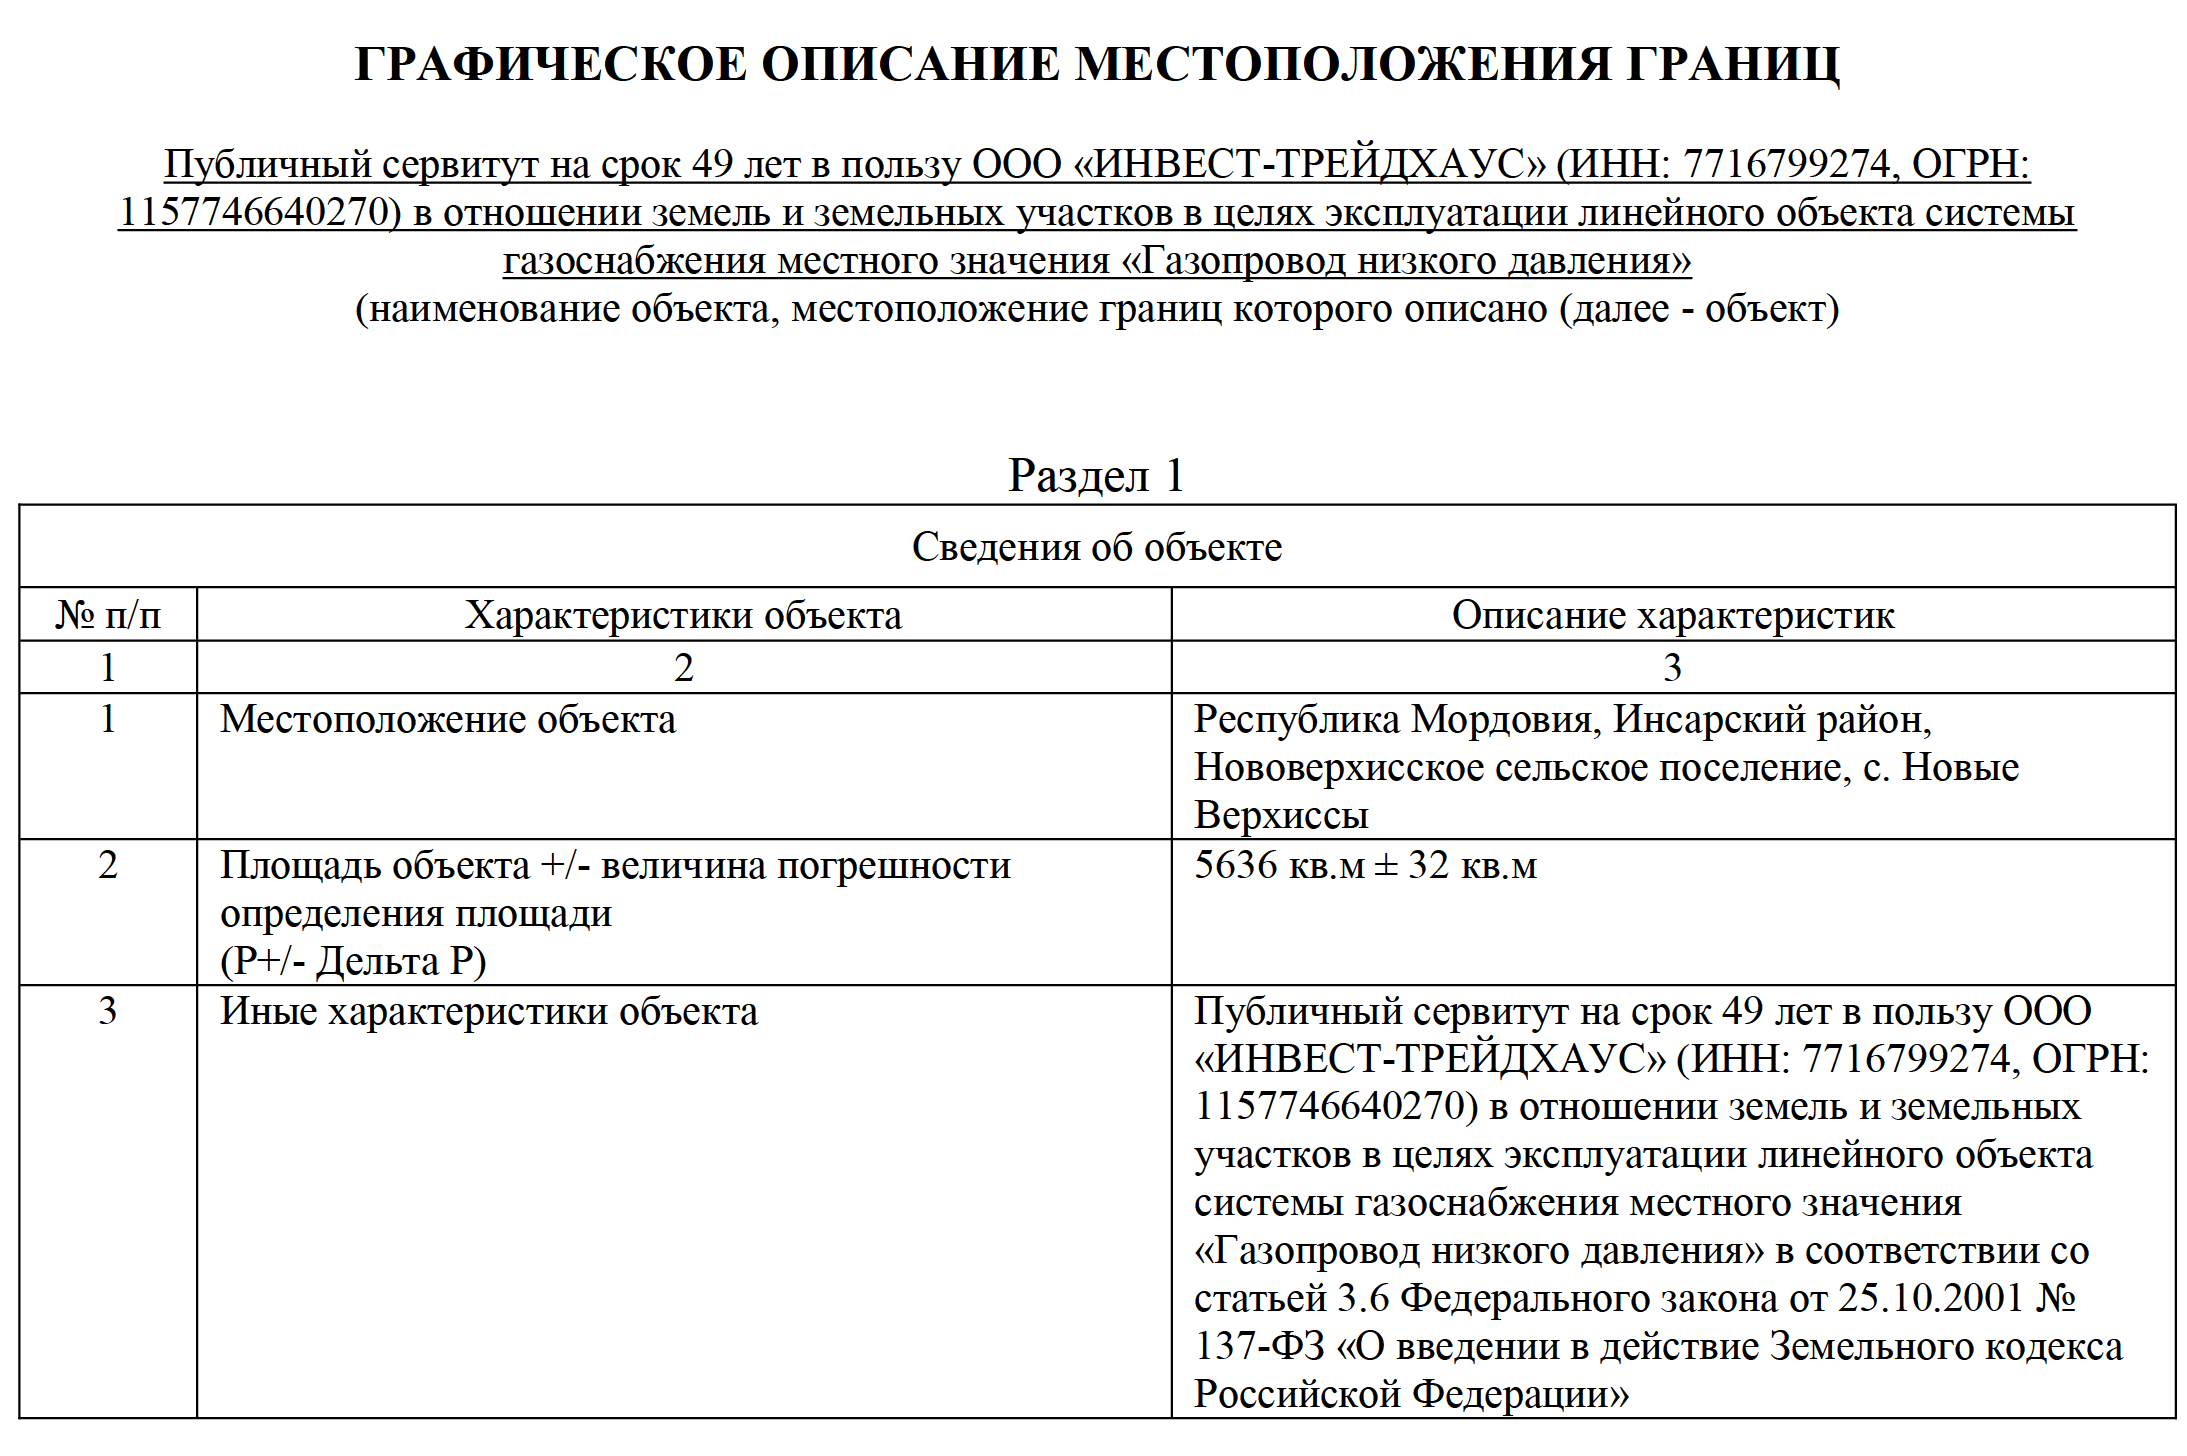 ГРАФИЧЕСКОЕ ОПИСАНИЕ МЕСТОПОЛОЖЕНИЯ ГРАНИЦ
Публичный сервитут на срок 49 лет в пользу ООО «ИНВЕСТ-ТРЕЙДХАУС» (ИНН: 7716799274, ОГРН:
1157746640270) в отношении земель и земельных участков в целях эксплуатации линейного объекта системы
газоснабжения местного значения «Газопровод низкого давления»
(наименование объекта, местоположение границ которого описано (далее - объект)
Раздел 1
Сведения об объекте
№ п/п Характеристики объекта Описание характеристик
1 2 3
1 Местоположение объекта Республика Мордовия, Инсарский район,
Нововерхисское сельское поселение, с. Новые
Верхиссы
2 Площадь объекта +/- величина погрешности 5636 кв.м ± 32 кв.м
определения площади
(P+/- Дельта P)
3 Иные характеристики объекта Публичный сервитут на срок 49 лет в пользу ООО
«ИНВЕСТ-ТРЕЙДХАУС» (ИНН: 7716799274, ОГРН:
1157746640270) в отношении земель и земельных
участков в целях эксплуатации линейного объекта
системы газоснабжения местного значения
«Газопровод низкого давления» в соответствии со
статьей 3.6 Федерального закона от 25.10.2001 №
137-ФЗ «О введении в действие Земельного кодекса
Российской Федерации»